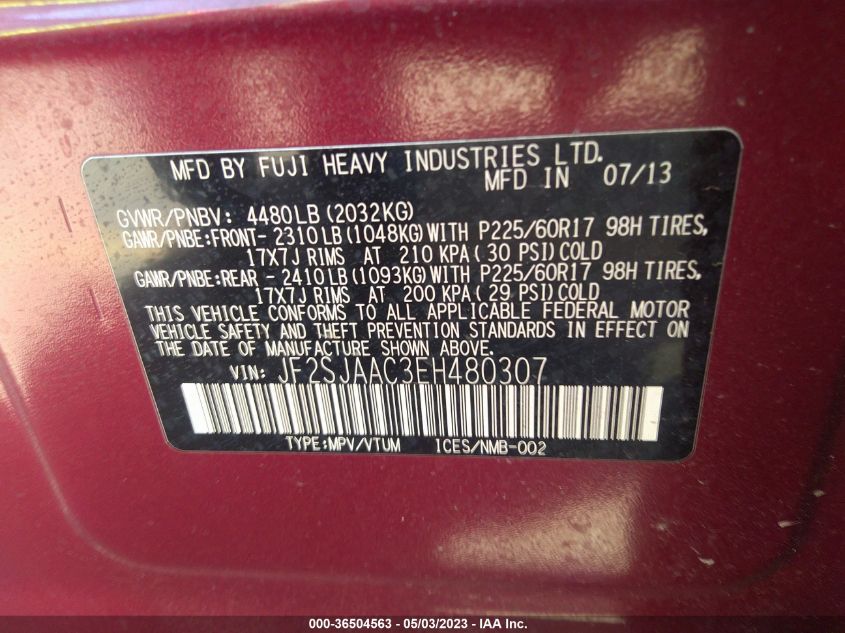 MFD BY FUJI HEAVY INDUSTRIES LTD.
MFD IN 07/13
GVWR/PNBV: 4480LB (2032KG)
GAWR/PNBE:FRONT- 2310LB(1048KG)WITH P225/60R17 98H TIRES,
17X7J RIMS AT 210 KPA( 30 PSI)COLD
GAWR/PNBE:REAR - 2410LB(1093KG)WITH P225/60R17 98H TIRES,
17X7J RIMS AT 200 KPA( 29 PSI)COLD
THIS VEHICLE CONFORMS TO ALL APPLICABLE FEDERAL MOTOR
VEHICLE SAFETY AND THEFT PREVENTION STANDARDS IN EFFECT ON
THE DATE OF MANUFACTURE SHOWN ABOVE.
VIN: JF2SJAAC3EH480307
TYPE:MPV/VTUM ICES/NMB-002
000-36504563 - 05/03/2023 - IAA Inc.